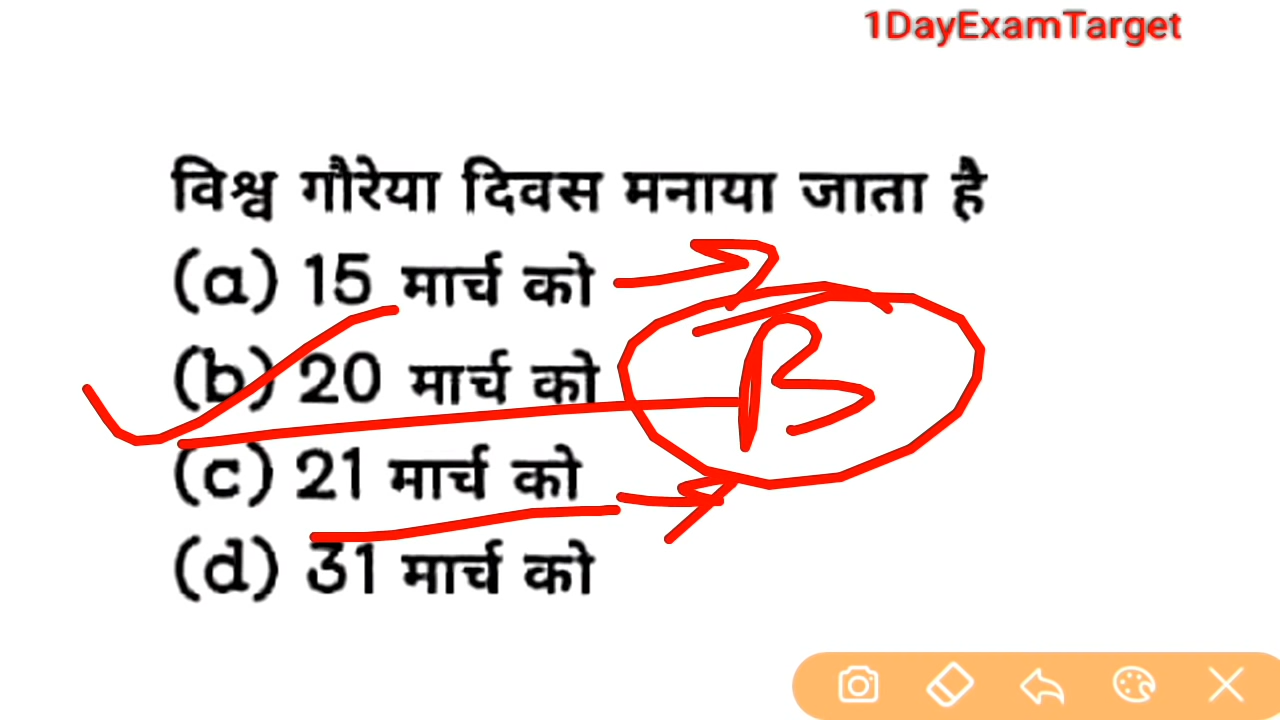 1DayExamTarget
विश्व गौरेया दिवस मनाया जाता है
(a) 15 मार्च को
(b) 20 मार्च को
B
(c) 21 मार्च को
(d) 31 मार्च को